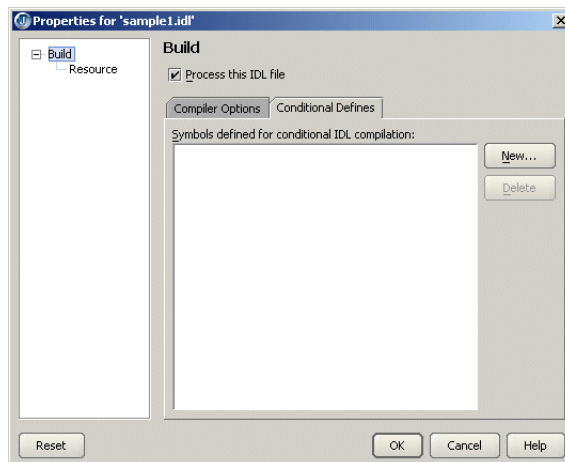 Properties for 'sample1.idl'
Build
Resource
Build
Process this IDL file
Compiler Options
Conditional Defines
Symbols defined for conditional IDL compilation:
New...
Delete
Reset
OK
Cancel
Help